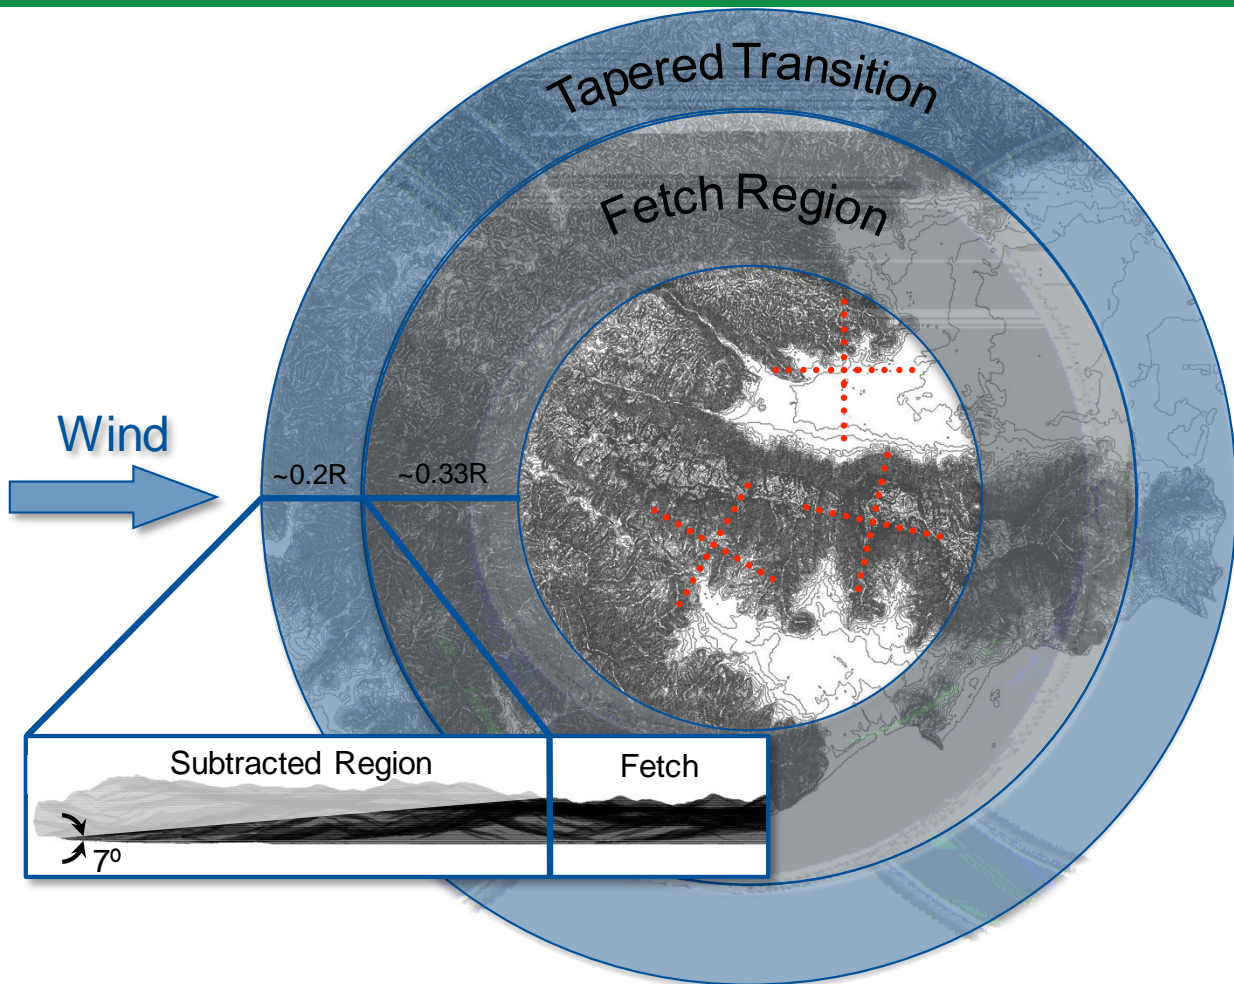 Tapered Transition
Fetch Region
Wind
~0.2R
~0.33R
Subtracted Region
Fetch
7⁰